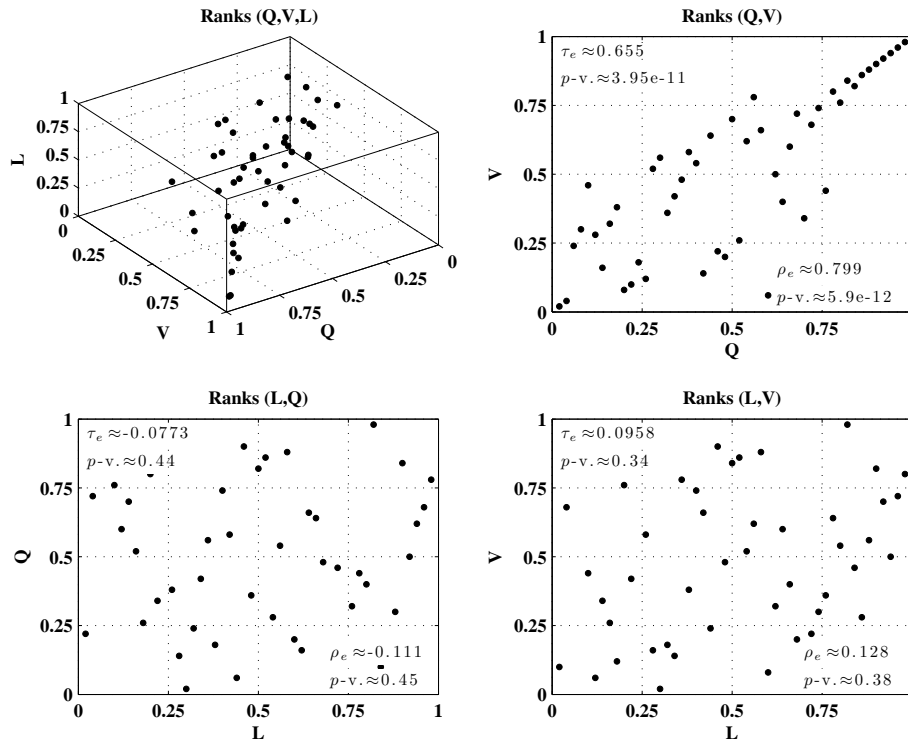 Ranks (Q,V,L)
1
0.75
0.5
0.25
0
L
0
0.25
0.5
0.75
1
V
1
0.75
0.5
0.25
0
Q
Ranks (Q,V)
τe ≈0.655
p-v.≈3.95e-11
1
0.75
0.5
0.25
0
V
ρe ≈0.799
p-v.≈5.9e-12
0 0.25 0.5 0.75
Q
Ranks (L,Q)
τe ≈-0.0773
p-v.≈0.44
1
0.75
0.5
0.25
0
Q
ρe ≈-0.111
p-v.≈0.45
0 0.25 0.5 0.75 1
L
Ranks (L,V)
τe ≈0.0958
p-v.≈0.34
1
0.75
0.5
0.25
0
V
ρe ≈0.128
p-v.≈0.38
0 0.25 0.5 0.75
L